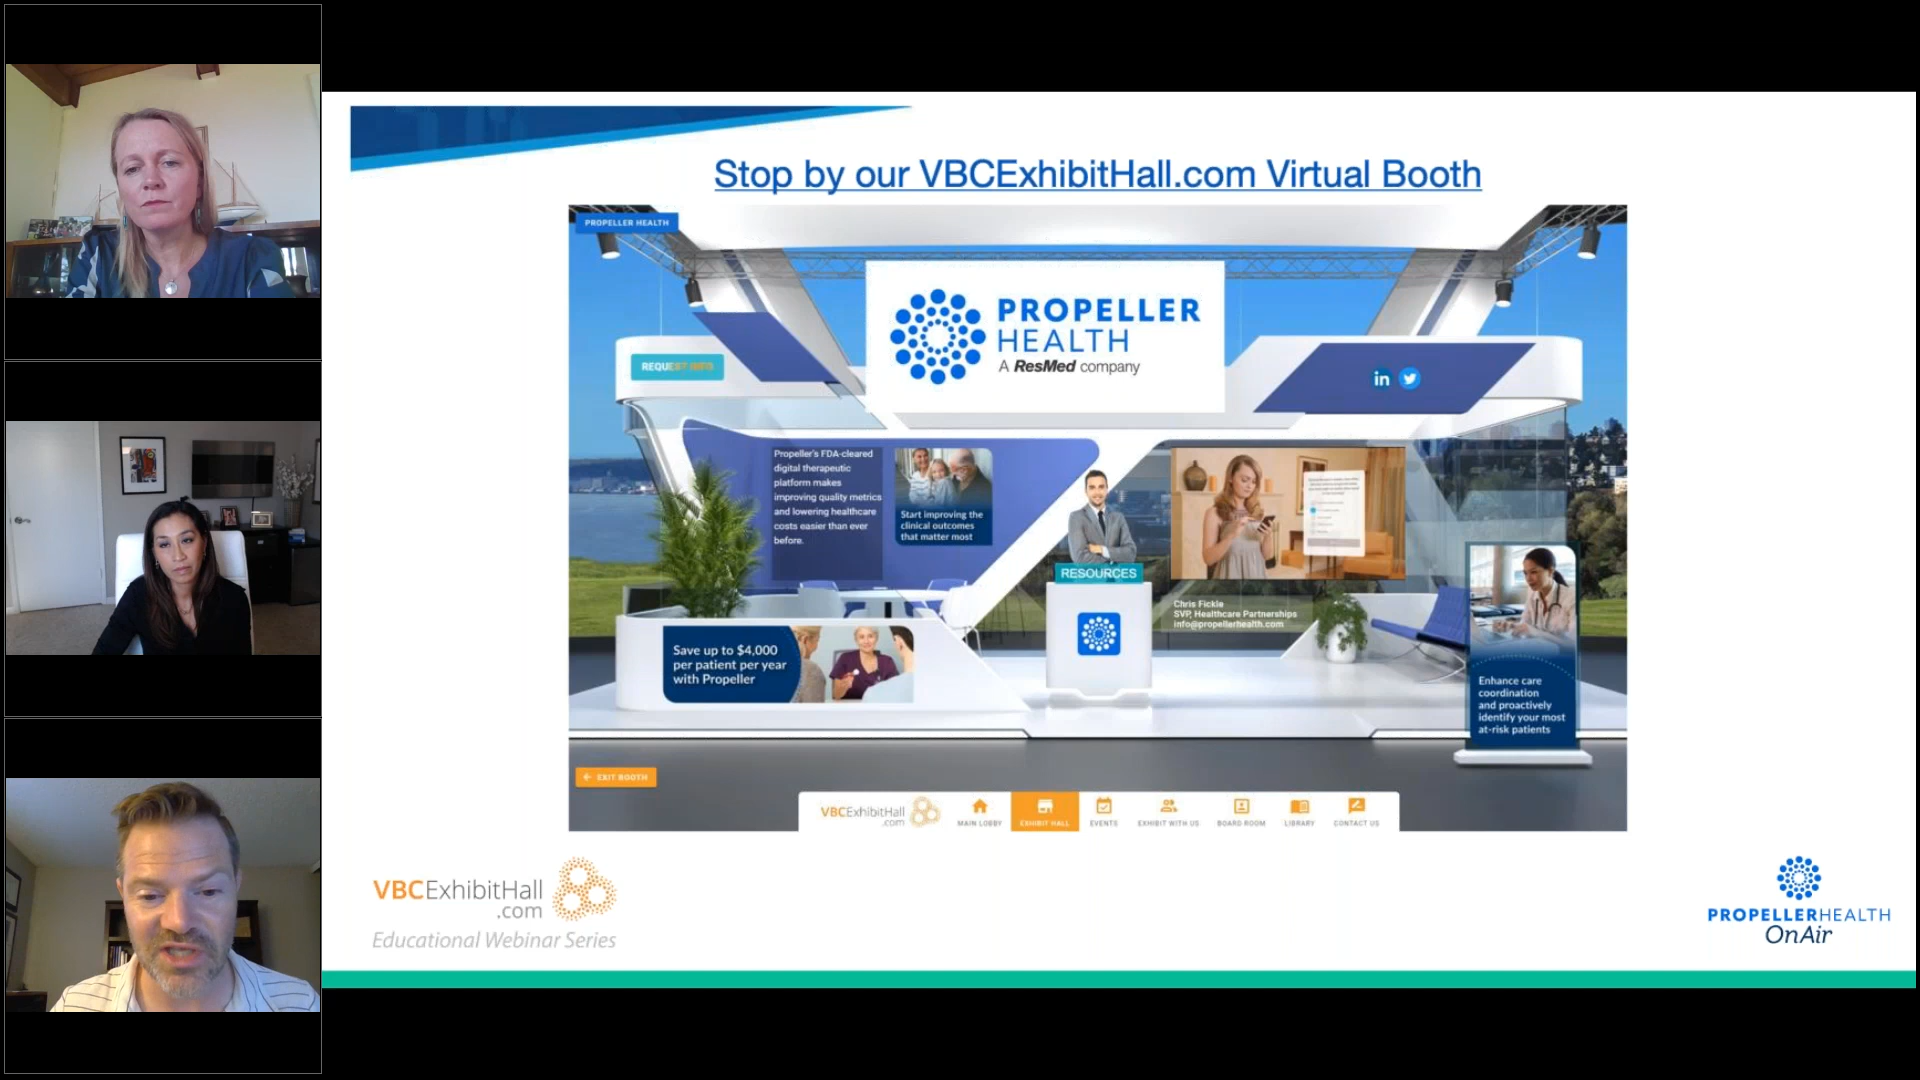 Stop by our VBCExhibitHall.com Virtual Booth
PROPELLER HEALTH
PROPELLER
HEALTH
A ResMed company
REQUEST INFO
in
Propeller's FDA-cleared
digital therapeutic
platform makes
improving quality metrics
and lowering healthcare
costs easier than ever
before.
Start improving the
clinical outcomes
that matter most
RESOURCES
Chris Fickle
SVP, Healthcare Partnerships
info@propellerhealth.com
Save up to $4,000
per patient per year
with Propeller
Enhance care
coordination
and proactively
identify your most
at-risk patients
EXIT BOOTH
VBCExhibitHall
.com
MAIN LOBBY
EXHIBIT HALL
EVENTS
EXHIBIT WITH US
BOARD ROOM
LIBRARY
CONTACT US
VBCExhibitHall
.com
Educational Webinar Series
PROPELLERHEALTH
OnAir